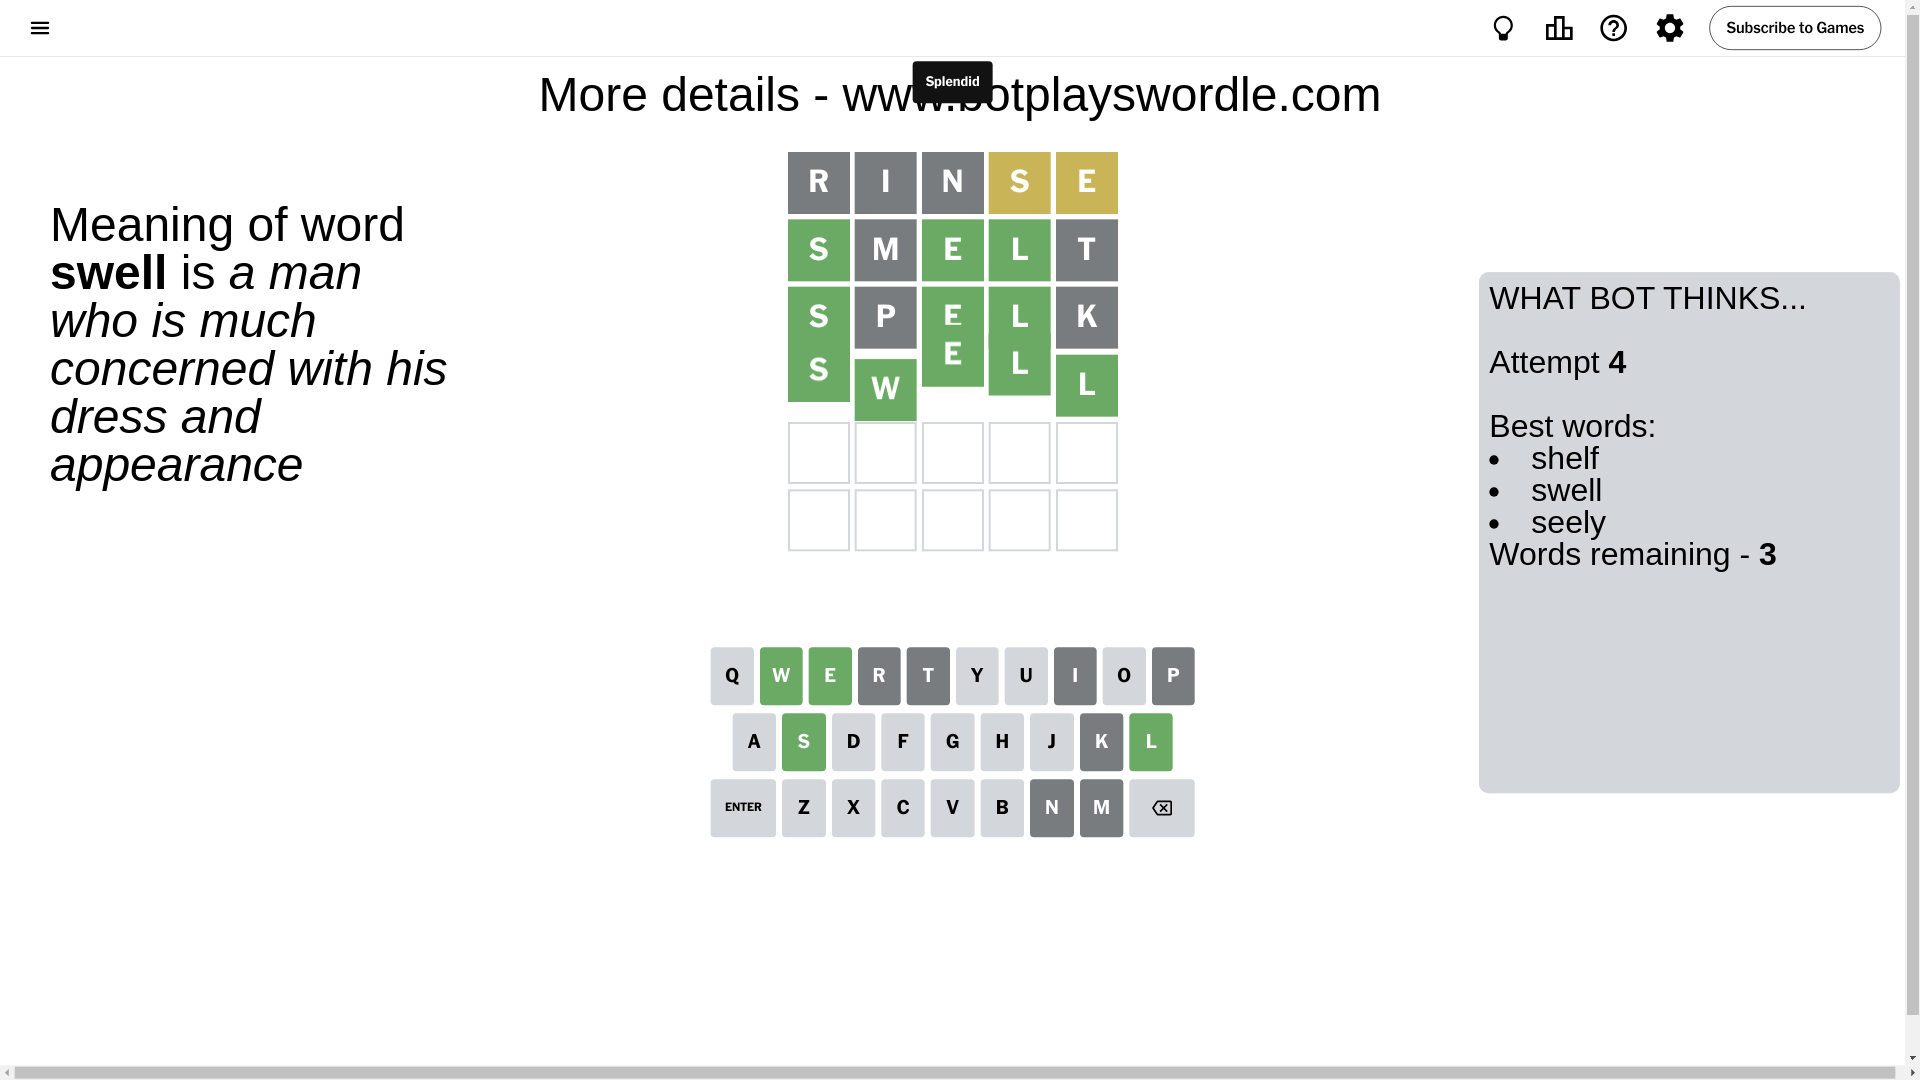 Subscribe to Games
Splendid
More details - www.botplayswordle.com
Meaning of word
swell is a man
who is much
concerned with his
dress and
appearance
R I N S E
S M E L T
S P E L K
S W E L L
WHAT BOT THINKS...
Attempt 4
Best words:
• shelf
• swell
• seely
Words remaining - 3
Q W E R T Y U I O P
A S D F G H J K L
ENTER Z X C V B N M